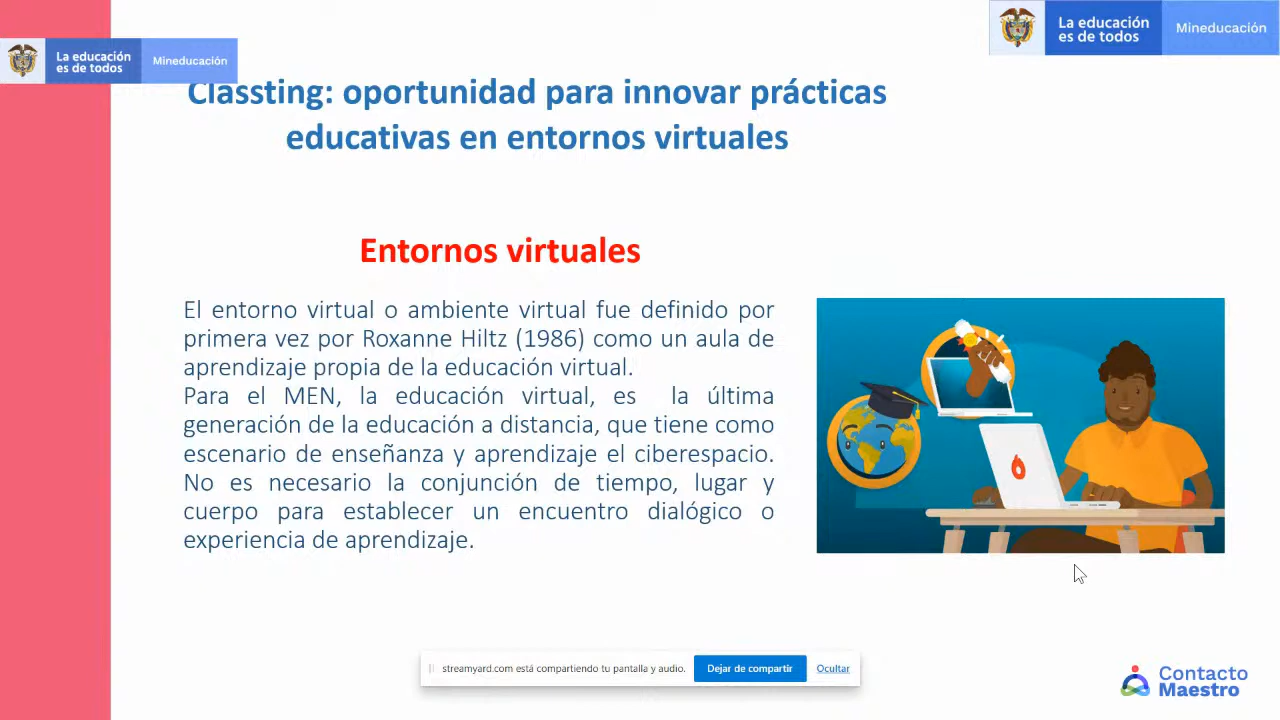 La educación
es de todos
Mineducación
La educación
es de todos
Mineducación
Classting: oportunidad para innovar prácticas
educativas en entornos virtuales
Entornos virtuales
El entorno virtual o ambiente virtual fue definido por
primera vez por Roxanne Hiltz (1986) como un aula de
aprendizaje propia de la educación virtual.
Para el MEN, la educación virtual, es la última
generación de la educación a distancia, que tiene como
escenario de enseñanza y aprendizaje el ciberespacio.
No es necesario la conjunción de tiempo, lugar y
cuerpo para establecer un encuentro dialógico o
experiencia de aprendizaje.
streamyard.com está compartiendo tu pantalla y audio.
Dejar de compartir
Ocultar
Contacto
Maestro